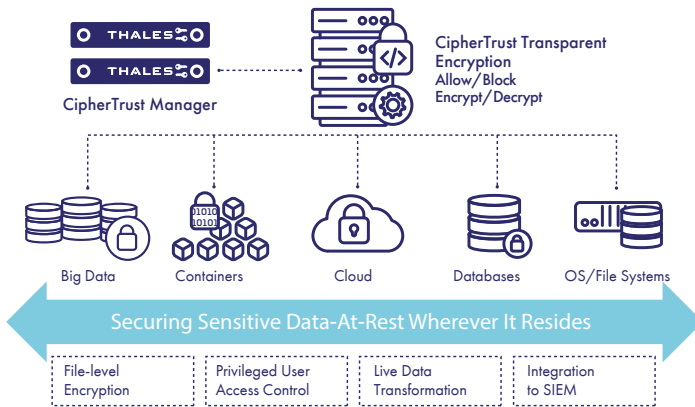 THALES
THALES
CipherTrust Manager
CipherTrust Transparent
Encryption
Allow/Block
Encrypt/Decrypt
01010
10101
</>
Big Data
Containers
Cloud
Databases
OS/File Systems
Securing Sensitive Data-At-Rest Wherever It Resides
File-level
Encryption
Privileged User
Access Control
Live Data
Transformation
Integration
to SIEM